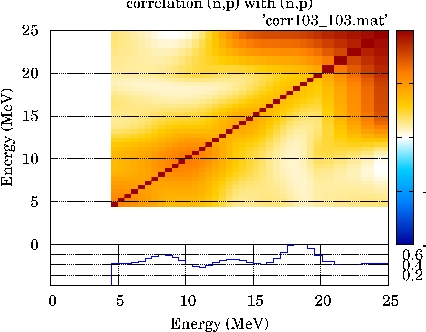 correlation (n,p) with (n,p)
'corr103_103.mat'
25
20
15
10
5
0
Energy (MeV)
0.6
0.4
0.2
0 5 10 15 20 25
Energy (MeV)